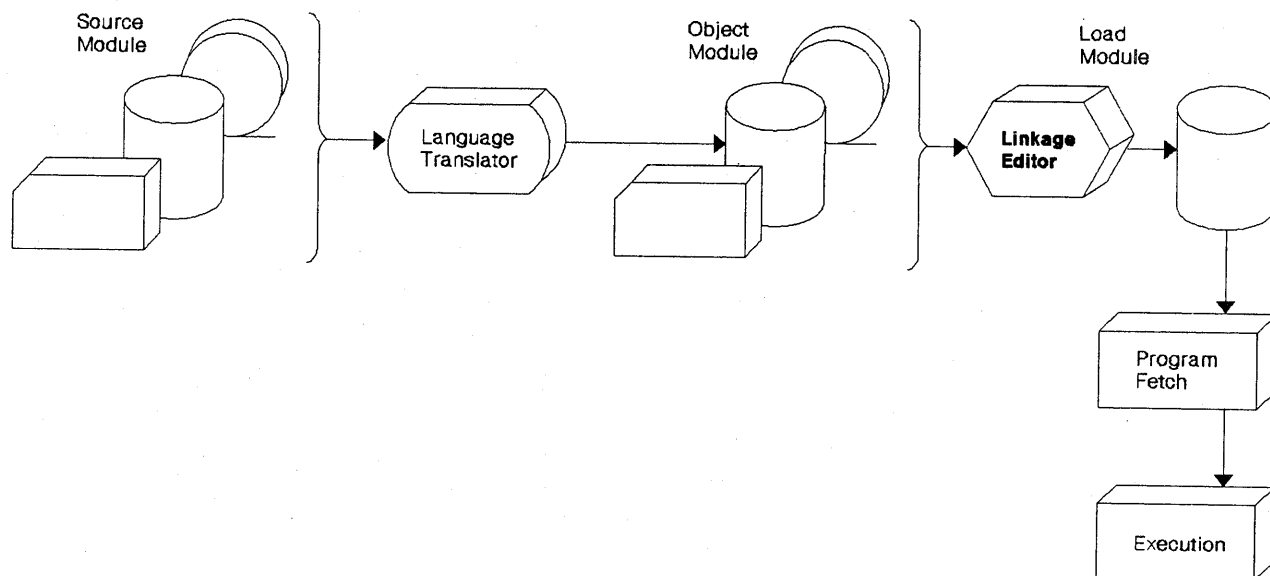 Source
Module
Object
Module
Load
Module
Language
Translator
Linkage
Editor
Program
Fetch
Execution